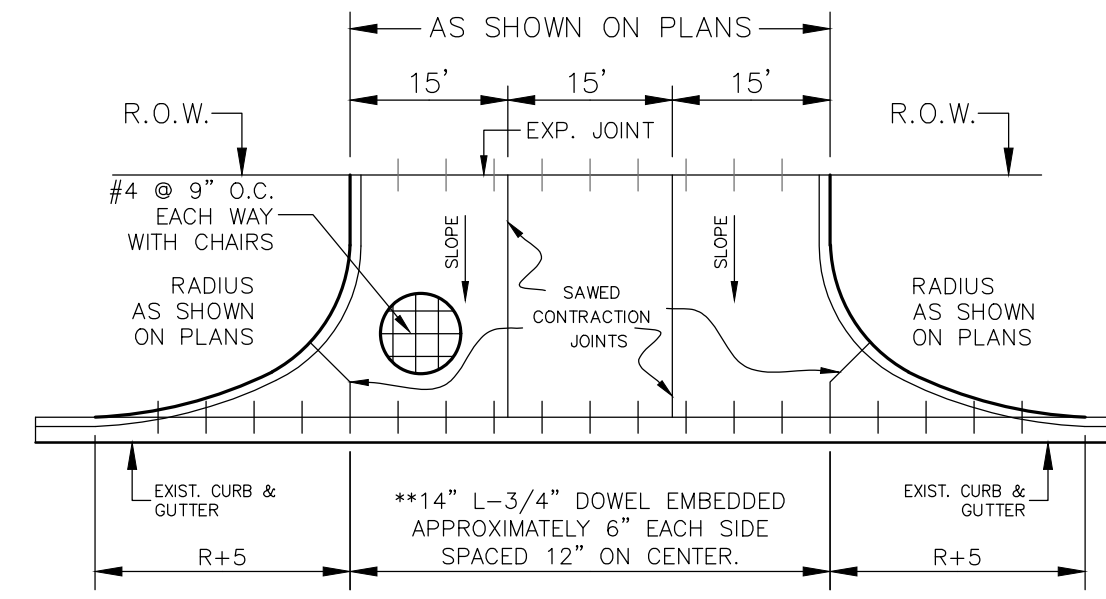 AS SHOWN ON PLANS
15' 15' 15'
R.O.W.
EXP. JOINT
R.O.W.
#4 @ 9" O.C.
EACH WAY
WITH CHAIRS
SLOPE
SLOPE
RADIUS
AS SHOWN
ON PLANS
SAWED
CONTRACTION
JOINTS
RADIUS
AS SHOWN
ON PLANS
EXIST. CURB &
GUTTER
**14" L-3/4" DOWEL EMBEDDED
APPROXIMATELY 6" EACH SIDE
SPACED 12" ON CENTER.
EXIST. CURB &
GUTTER
R+5
R+5